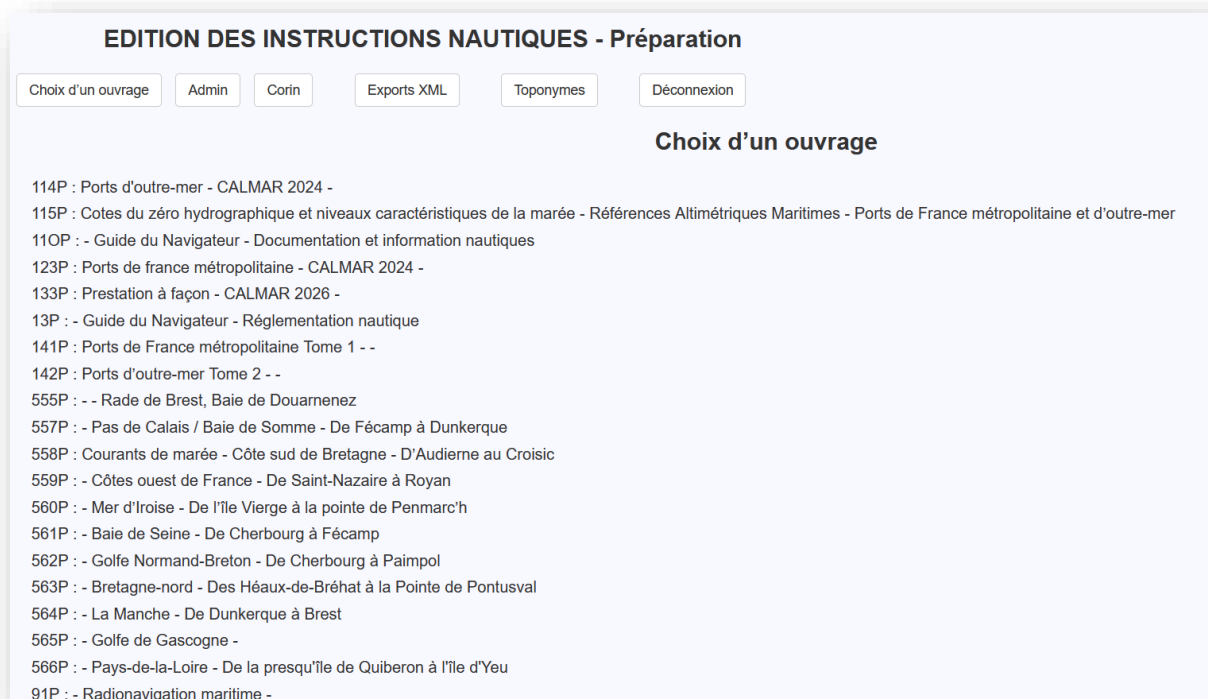 EDITION DES INSTRUCTIONS NAUTIQUES - Préparation
Choix d’un ouvrage Admin Corin Exports XML Toponymes Déconnexion
Choix d’un ouvrage
114P : Ports d'outre-mer - CALMAR 2024 -
115P : Cotes du zéro hydrographique et niveaux caractéristiques de la marée - Références Altimétriques Maritimes - Ports de France métropolitaine et d’outre-mer
11OP : - Guide du Navigateur - Documentation et information nautiques
123P : Ports de france métropolitaine - CALMAR 2024 -
133P : Prestation à façon - CALMAR 2026 -
13P : - Guide du Navigateur - Réglementation nautique
141P : Ports de France métropolitaine Tome 1 - -
142P : Ports d’outre-mer Tome 2 - -
555P : - - Rade de Brest, Baie de Douarnenez
557P : - Pas de Calais / Baie de Somme - De Fécamp à Dunkerque
558P : Courants de marée - Côte sud de Bretagne - D’Audierne au Croisic
559P : - Côtes ouest de France - De Saint-Nazaire à Royan
560P : - Mer d’Iroise - De l’île Vierge à la pointe de Penmarc’h
561P : - Baie de Seine - De Cherbourg à Fécamp
562P : - Golfe Normand-Breton - De Cherbourg à Paimpol
563P : - Bretagne-nord - Des Héaux-de-Bréhat à la Pointe de Pontusval
564P : - La Manche - De Dunkerque à Brest
565P : - Golfe de Gascogne -
566P : - Pays-de-la-Loire - De la presqu'île de Quiberon à l'île d'Yeu
91P : - Radionavigation maritime -